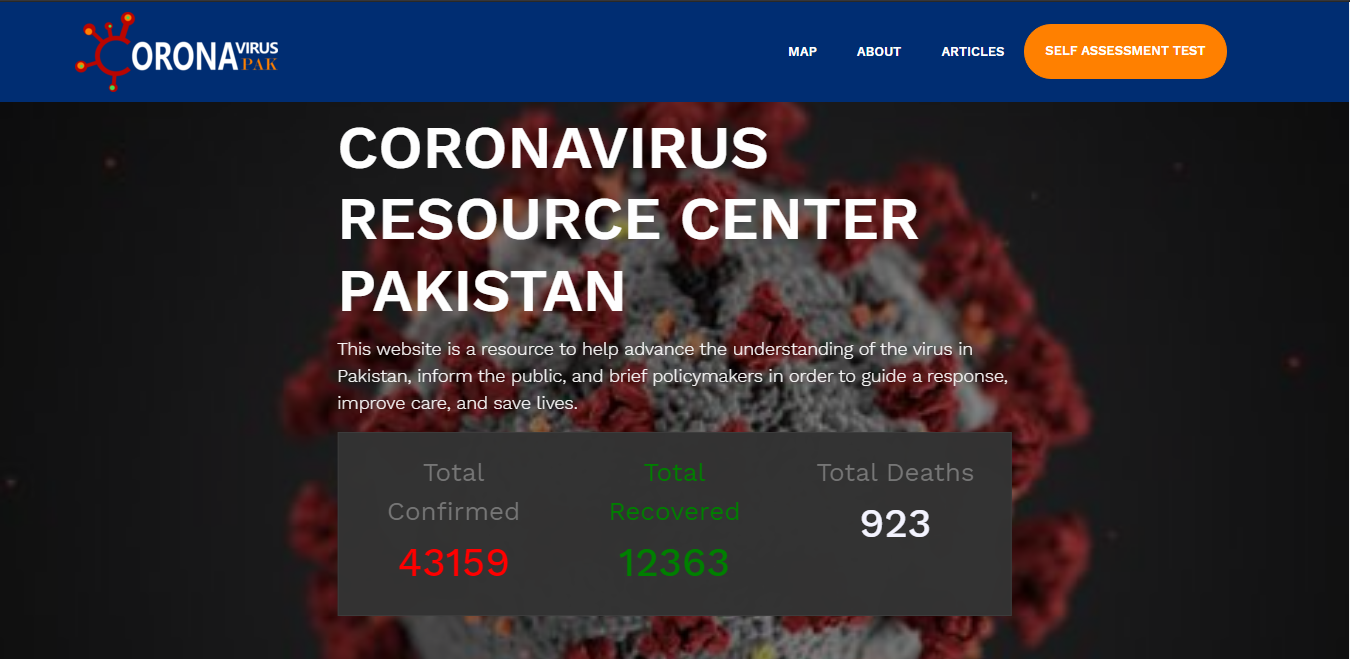 CORONAVIRUS PAK
MAP ABOUT ARTICLES SELF ASSESSMENT TEST
CORONAVIRUS
RESOURCE CENTER
PAKISTAN
This website is a resource to help advance the understanding of the virus in
Pakistan, inform the public, and brief policymakers in order to guide a response,
improve care, and save lives.
Total
Confirmed
43159
Total
Recovered
12363
Total Deaths
923